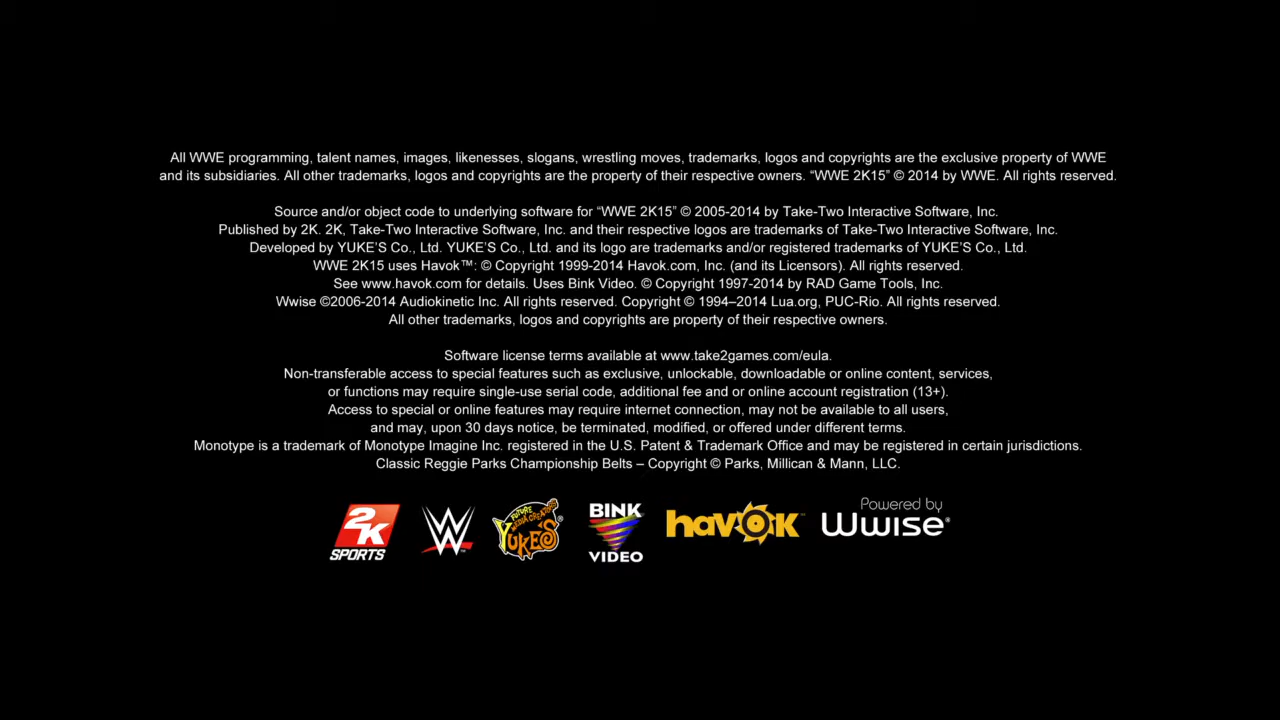 All WWE programming, talent names, images, likenesses, slogans, wrestling moves, trademarks, logos and copyrights are the exclusive property of WWE
and its subsidiaries. All other trademarks, logos and copyrights are the property of their respective owners. “WWE 2K15” © 2014 by WWE. All rights reserved.
Source and/or object code to underlying software for “WWE 2K15” © 2005-2014 by Take-Two Interactive Software, Inc.
Published by 2K. 2K, Take-Two Interactive Software, Inc. and their respective logos are trademarks of Take-Two Interactive Software, Inc.
Developed by YUKE’S Co., Ltd. YUKE’S Co., Ltd. and its logo are trademarks and/or registered trademarks of YUKE’S Co., Ltd.
WWE 2K15 uses Havok™: © Copyright 1999-2014 Havok.com, Inc. (and its Licensors). All rights reserved.
See www.havok.com for details. Uses Bink Video. © Copyright 1997-2014 by RAD Game Tools, Inc.
Wwise ©2006-2014 Audiokinetic Inc. All rights reserved. Copyright © 1994–2014 Lua.org, PUC-Rio. All rights reserved.
All other trademarks, logos and copyrights are property of their respective owners.
Software license terms available at www.take2games.com/eula.
Non-transferable access to special features such as exclusive, unlockable, downloadable or online content, services,
or functions may require single-use serial code, additional fee and or online account registration (13+).
Access to special or online features may require internet connection, may not be available to all users,
and may, upon 30 days notice, be terminated, modified, or offered under different terms.
Monotype is a trademark of Monotype Imagine Inc. registered in the U.S. Patent & Trademark Office and may be registered in certain jurisdictions.
Classic Reggie Parks Championship Belts – Copyright © Parks, Millican & Mann, LLC.
2K
SPORTS
W
FUTURE
MEDIA CREATOR
YUKE'S®
BINK
VIDEO
havok™
Powered by
Wwise®